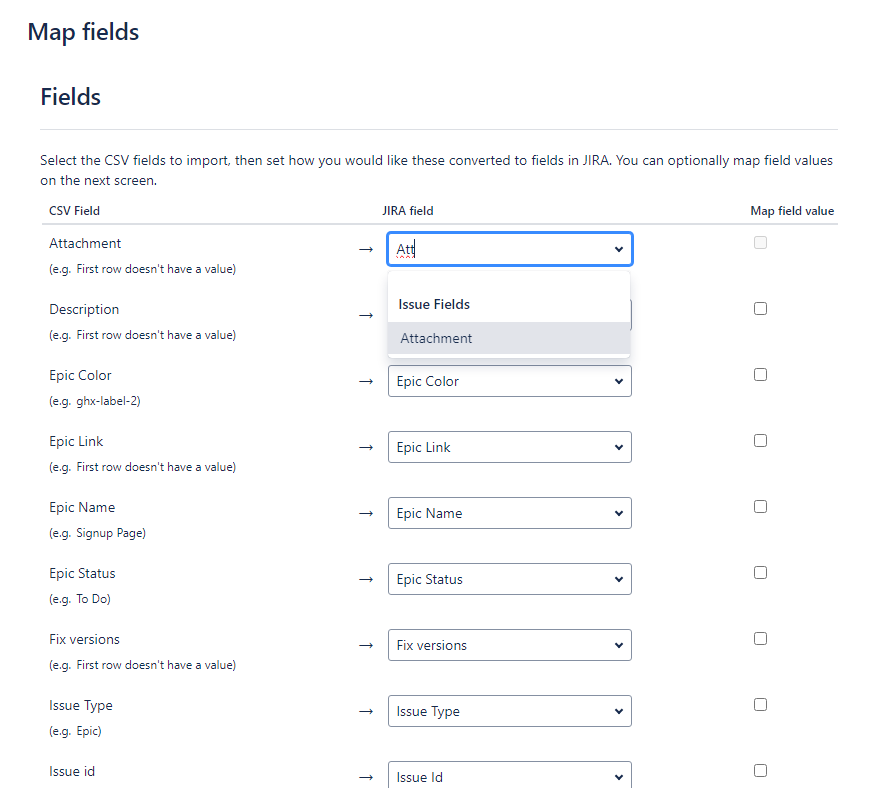 Map fields
Fields
Select the CSV fields to import, then set how you would like these converted to fields in JIRA. You can optionally map field values
on the next screen.
CSV Field JIRA field Map field value
Attachment → Att
(e.g. First row doesn't have a value)
Issue Fields
Description →
(e.g. First row doesn't have a value)
Attachment
Epic Color → Epic Color
(e.g. ghx-label-2)
Epic Link → Epic Link
(e.g. First row doesn't have a value)
Epic Name → Epic Name
(e.g. Signup Page)
Epic Status → Epic Status
(e.g. To Do)
Fix versions → Fix versions
(e.g. First row doesn't have a value)
Issue Type → Issue Type
(e.g. Epic)
Issue id → Issue Id